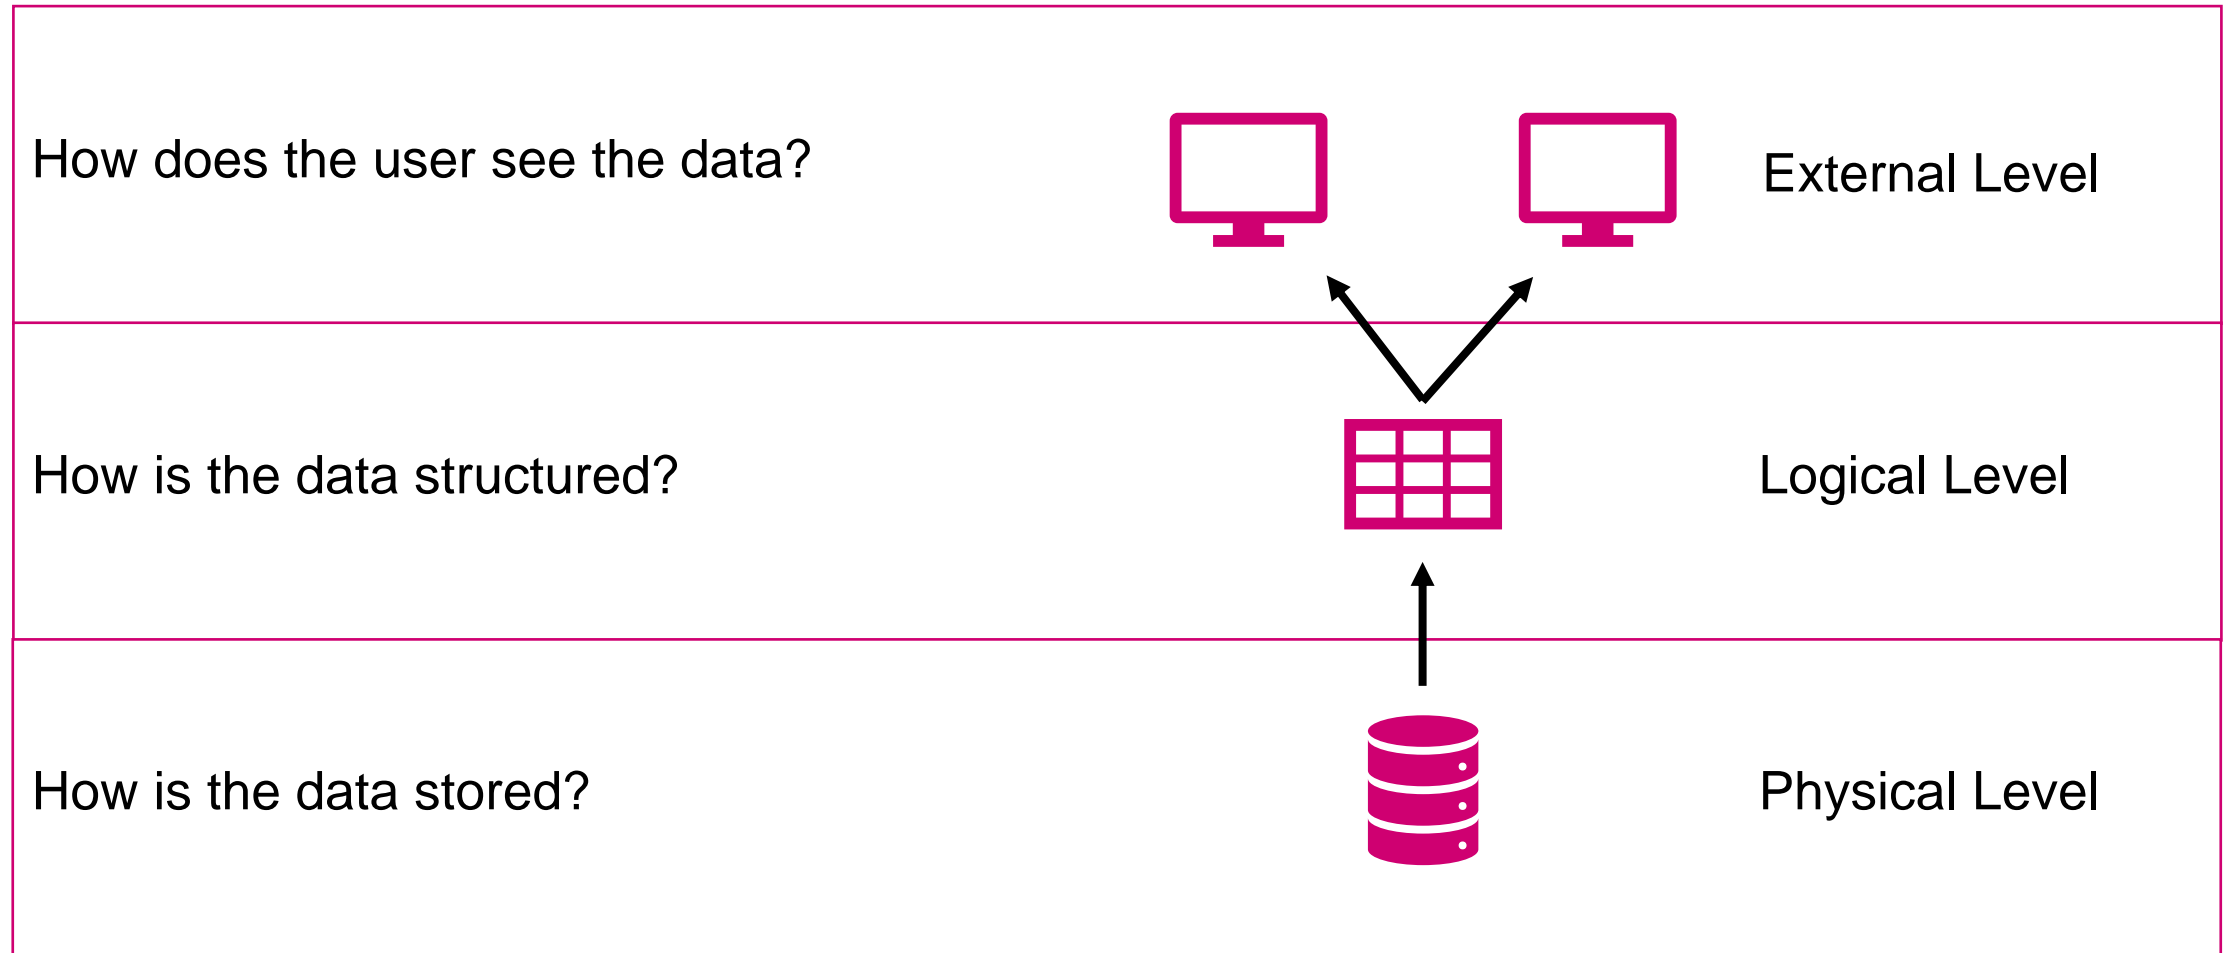 How does the user see the data?
External Level
How is the data structured?
Logical Level
How is the data stored?
Physical Level